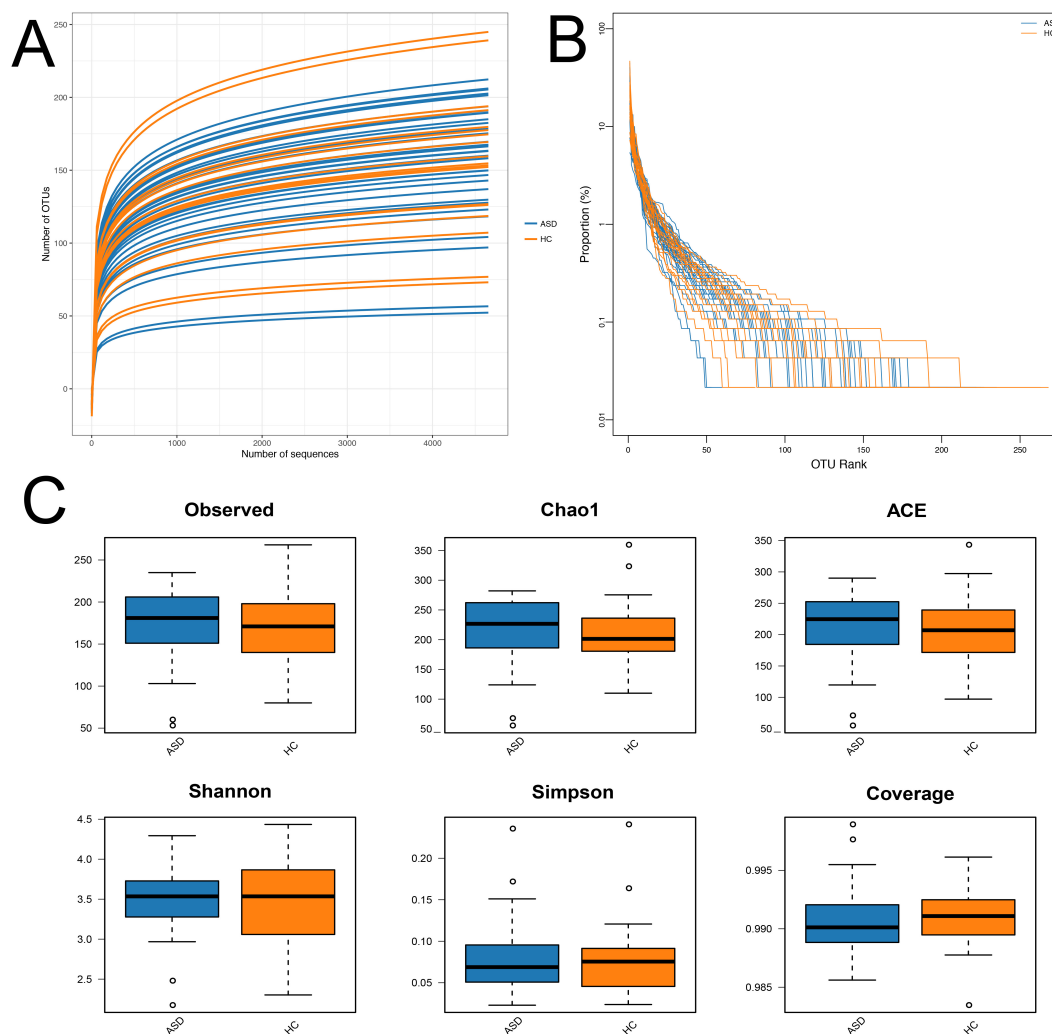 A
Number of OTUs
250
200
150
100
50
0
0 1000 2000 3000 4000
Number of sequences
ASD
HC
B
Proportion (%)
100
10
1
0.1
0.01
0 50 100 150 200 250
OTU Rank
HC
C
Observed
250
200
150
100
50
ASD HC
Chao1
350
300
250
200
150
100
50
ASD HC
ACE
350
300
250
200
150
100
50
ASD HC
Shannon
4.5
4.0
3.5
3.0
2.5
ASD HC
Simpson
0.20
0.15
0.10
0.05
ASD HC
Coverage
0.995
0.990
0.985
ASD HC